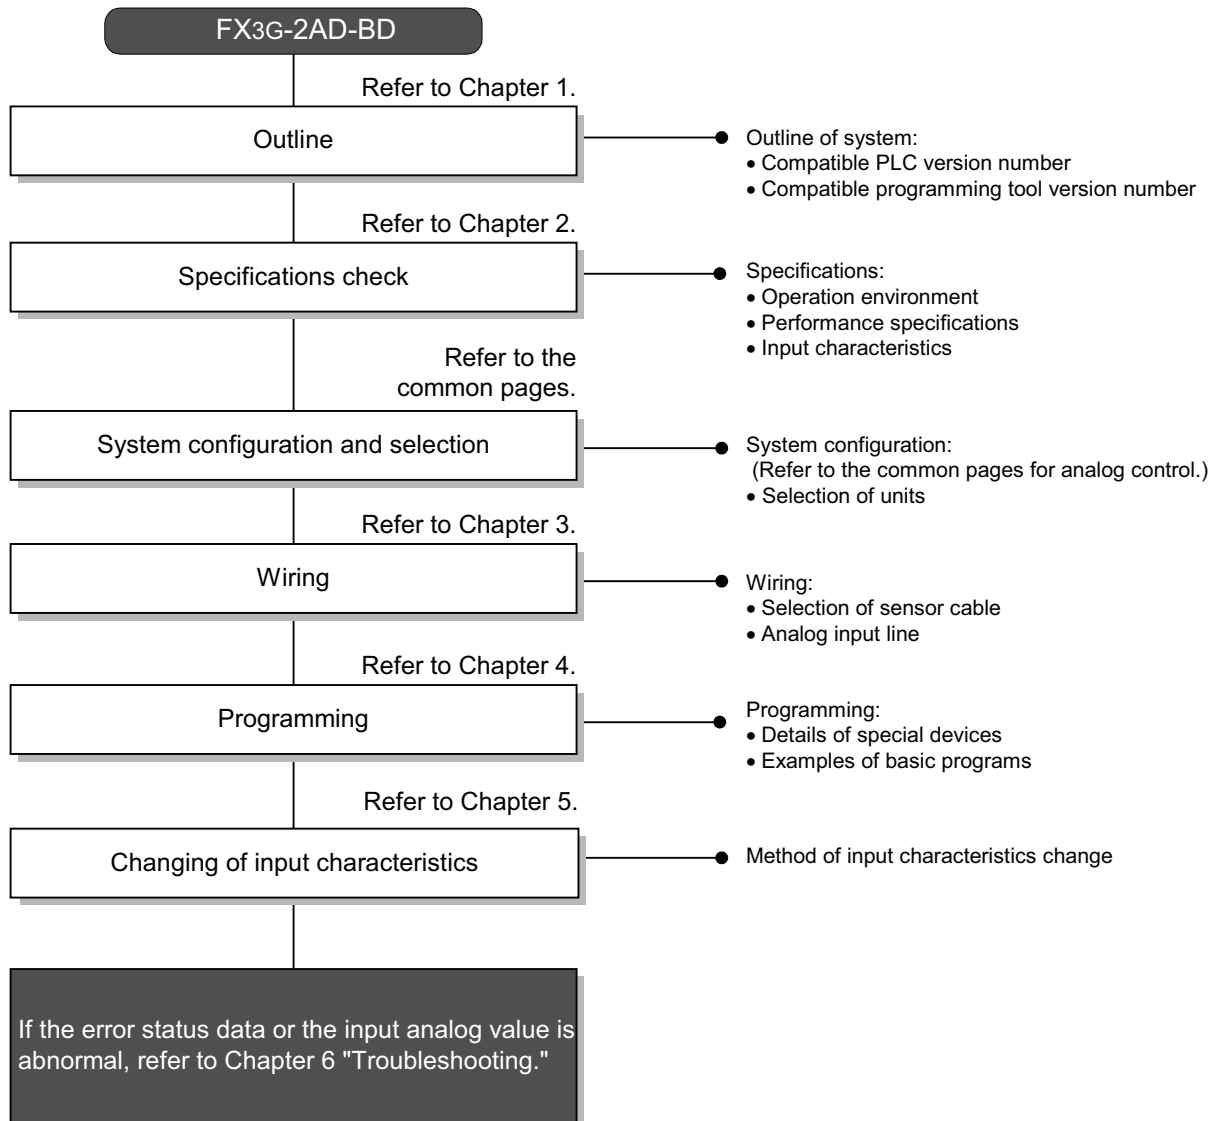 FX3G-2AD-BD
Refer to Chapter 1.
Outline
Outline of system:
• Compatible PLC version number
• Compatible programming tool version number
Refer to Chapter 2.
Specifications check
Specifications:
• Operation environment
• Performance specifications
• Input characteristics
Refer to the
common pages.
System configuration and selection
System configuration:
(Refer to the common pages for analog control.)
• Selection of units
Refer to Chapter 3.
Wiring
Wiring:
• Selection of sensor cable
• Analog input line
Refer to Chapter 4.
Programming
Programming:
• Details of special devices
• Examples of basic programs
Refer to Chapter 5.
Changing of input characteristics
Method of input characteristics change
If the error status data or the input analog value is
abnormal, refer to Chapter 6 "Troubleshooting."